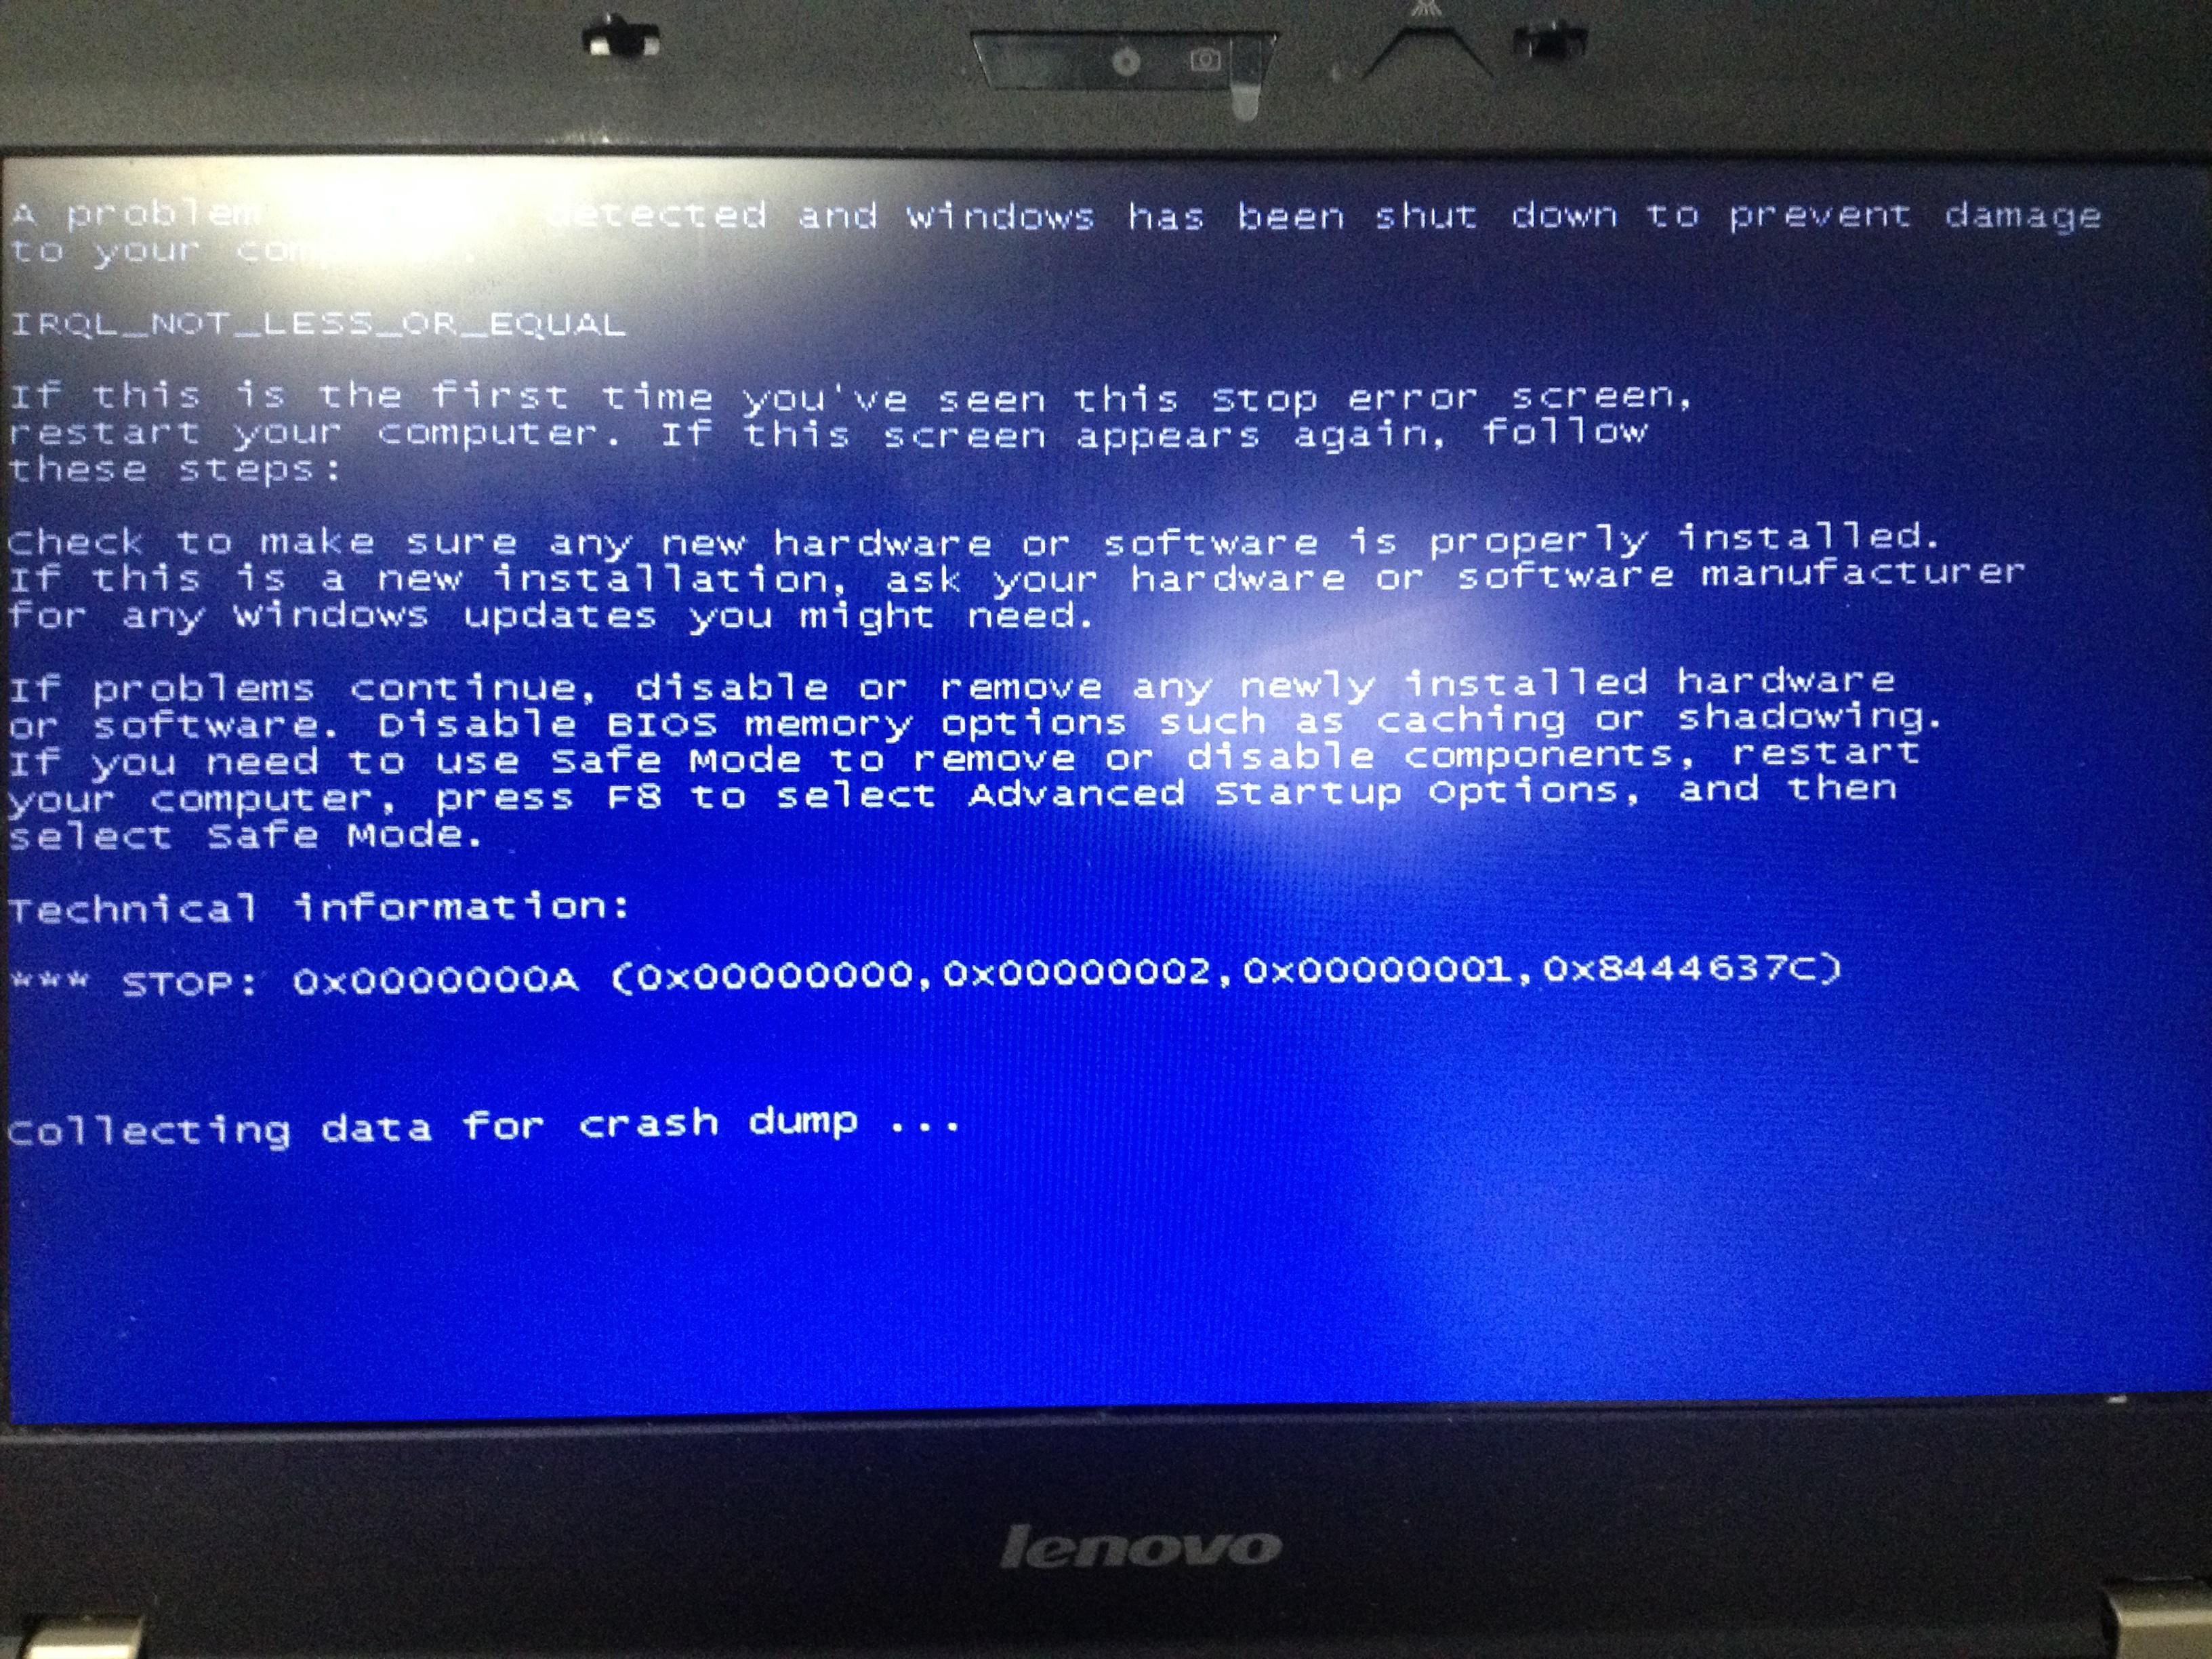 A problem detected and windows has been shut down to prevent damage
to your
IRQL_NOT_LESS_OR_EQUAL
If this is the first time you've seen this Stop error screen,
restart your computer. If this screen appears again, follow
these steps:
Check to make sure any new hardware or software is properly installed.
If this is a new installation, ask your hardware or software manufacturer
for any Windows updates you might need.
If problems continue, disable or remove any newly installed hardware
or software. Disable BIOS memory options such as caching or shadowing.
If you need to use Safe Mode to remove or disable components, restart
your computer, press F8 to select Advanced Startup Options, and then
select Safe Mode.
Technical information:
*** STOP: 0x0000000A (0x00000000,0x00000002,0x00000001,0x8444637C)
Collecting data for crash dump ...
lenovo